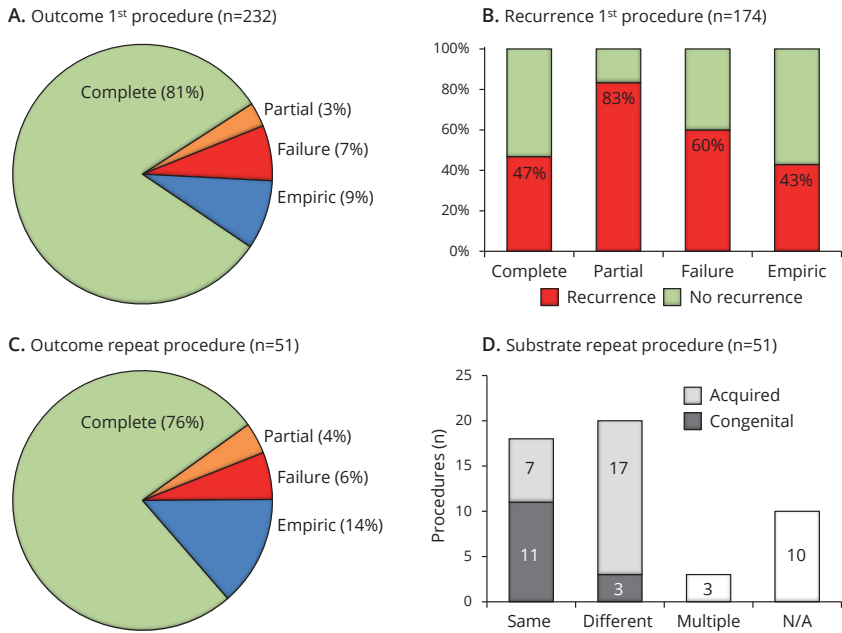 A. Outcome 1st procedure (n=232)
Complete (81%)
Partial (3%)
Failure (7%)
Empiric (9%)
B. Recurrence 1st procedure (n=174)
100%
80%
60%
40%
20%
0%
47%
83%
60%
43%
Complete Partial Failure Empiric
Recurrence No recurrence
C. Outcome repeat procedure (n=51)
Complete (76%)
Partial (4%)
Failure (6%)
Empiric (14%)
D. Substrate repeat procedure (n=51)
Procedures (n)
25
20
15
10
5
0
Acquired
Congenital
7
17
11
3
3
10
Same Different Multiple N/A